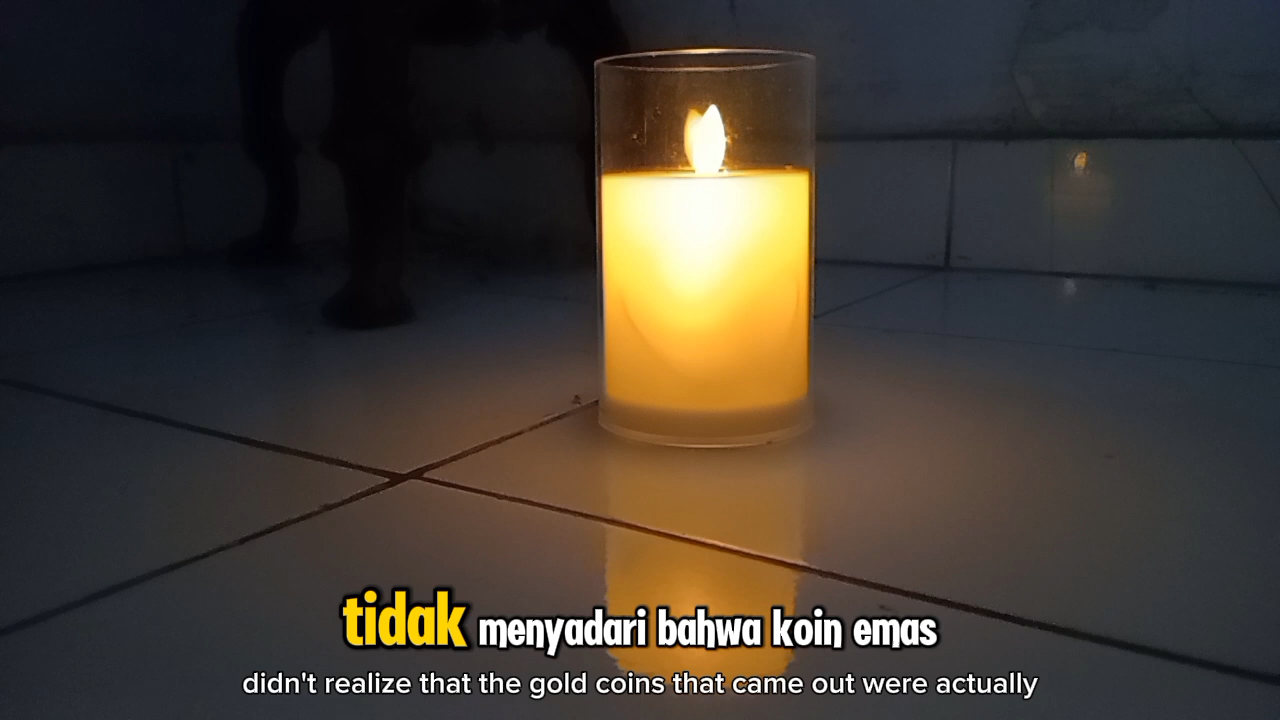 tidak menyadari bahwa koin emas
didn't realize that the gold coins that came out were actually